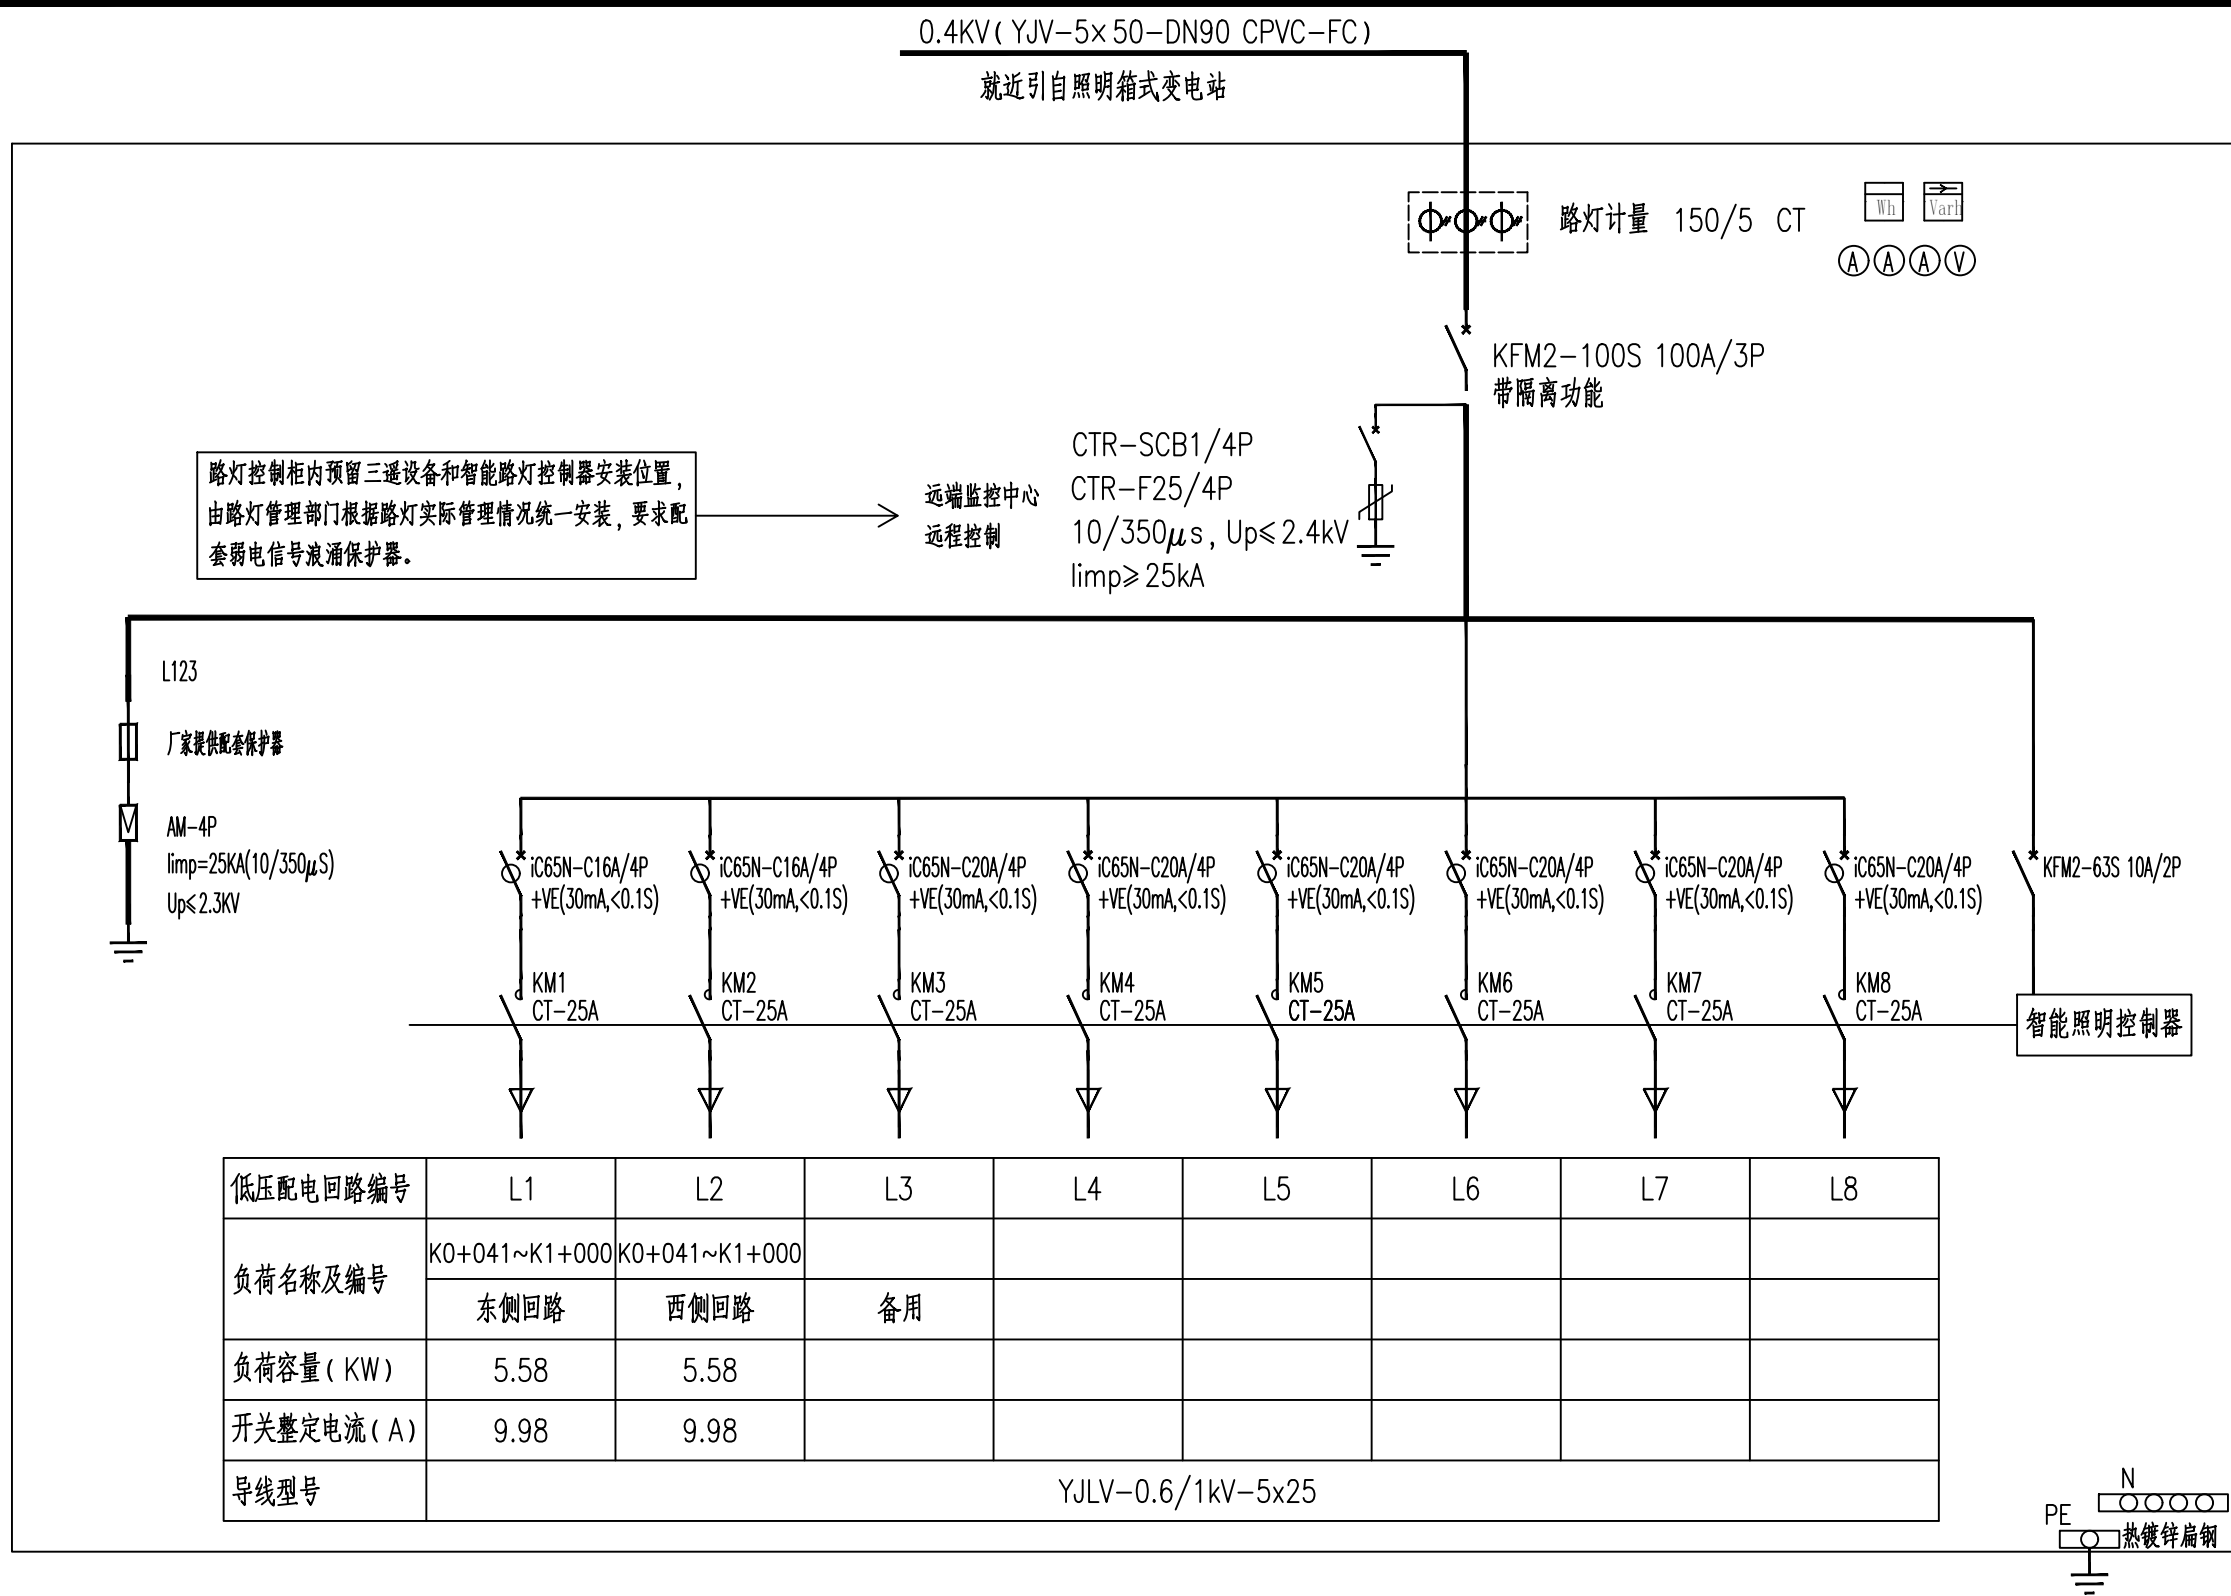 0.4KV(YJV-5×50-DN90 CPVC-FC)
就近引自照明箱式变电站
路灯计量 150/5 CT
Wh
Varh
A A A V
KFM2-100S 100A/3P
带隔离功能
路灯控制柜内预留三遥设备和智能路灯控制器安装位置，
由路灯管理部门根据路灯实际管理情况统一安装，要求配
套弱电信号浪涌保护器。
远端监控中心
远程控制
CTR-SCB1/4P
CTR-F25/4P
10/350μs, Up≤2.4kV
Iimp≥25kA
L123
厂家提供配套保护器
AM-4P
Iimp=25KA(10/350μS)
Up≤2.3KV
iC65N-C16A/4P
+VE(30mA,<0.1S)
iC65N-C16A/4P
+VE(30mA,<0.1S)
iC65N-C20A/4P
+VE(30mA,<0.1S)
iC65N-C20A/4P
+VE(30mA,<0.1S)
iC65N-C20A/4P
+VE(30mA,<0.1S)
iC65N-C20A/4P
+VE(30mA,<0.1S)
iC65N-C20A/4P
+VE(30mA,<0.1S)
iC65N-C20A/4P
+VE(30mA,<0.1S)
KFM2-63S 10A/2P
KM1
CT-25A
KM2
CT-25A
KM3
CT-25A
KM4
CT-25A
KM5
CT-25A
KM6
CT-25A
KM7
CT-25A
KM8
CT-25A
智能照明控制器
低压配电回路编号 L1 L2 L3 L4 L5 L6 L7 L8
负荷名称及编号
K0+041~K1+000 K0+041~K1+000
东侧回路 西侧回路 备用
负荷容量(KW) 5.58 5.58
开关整定电流(A) 9.98 9.98
导线型号 YJLV-0.6/1kV-5x25
N
PE
热镀锌扁钢